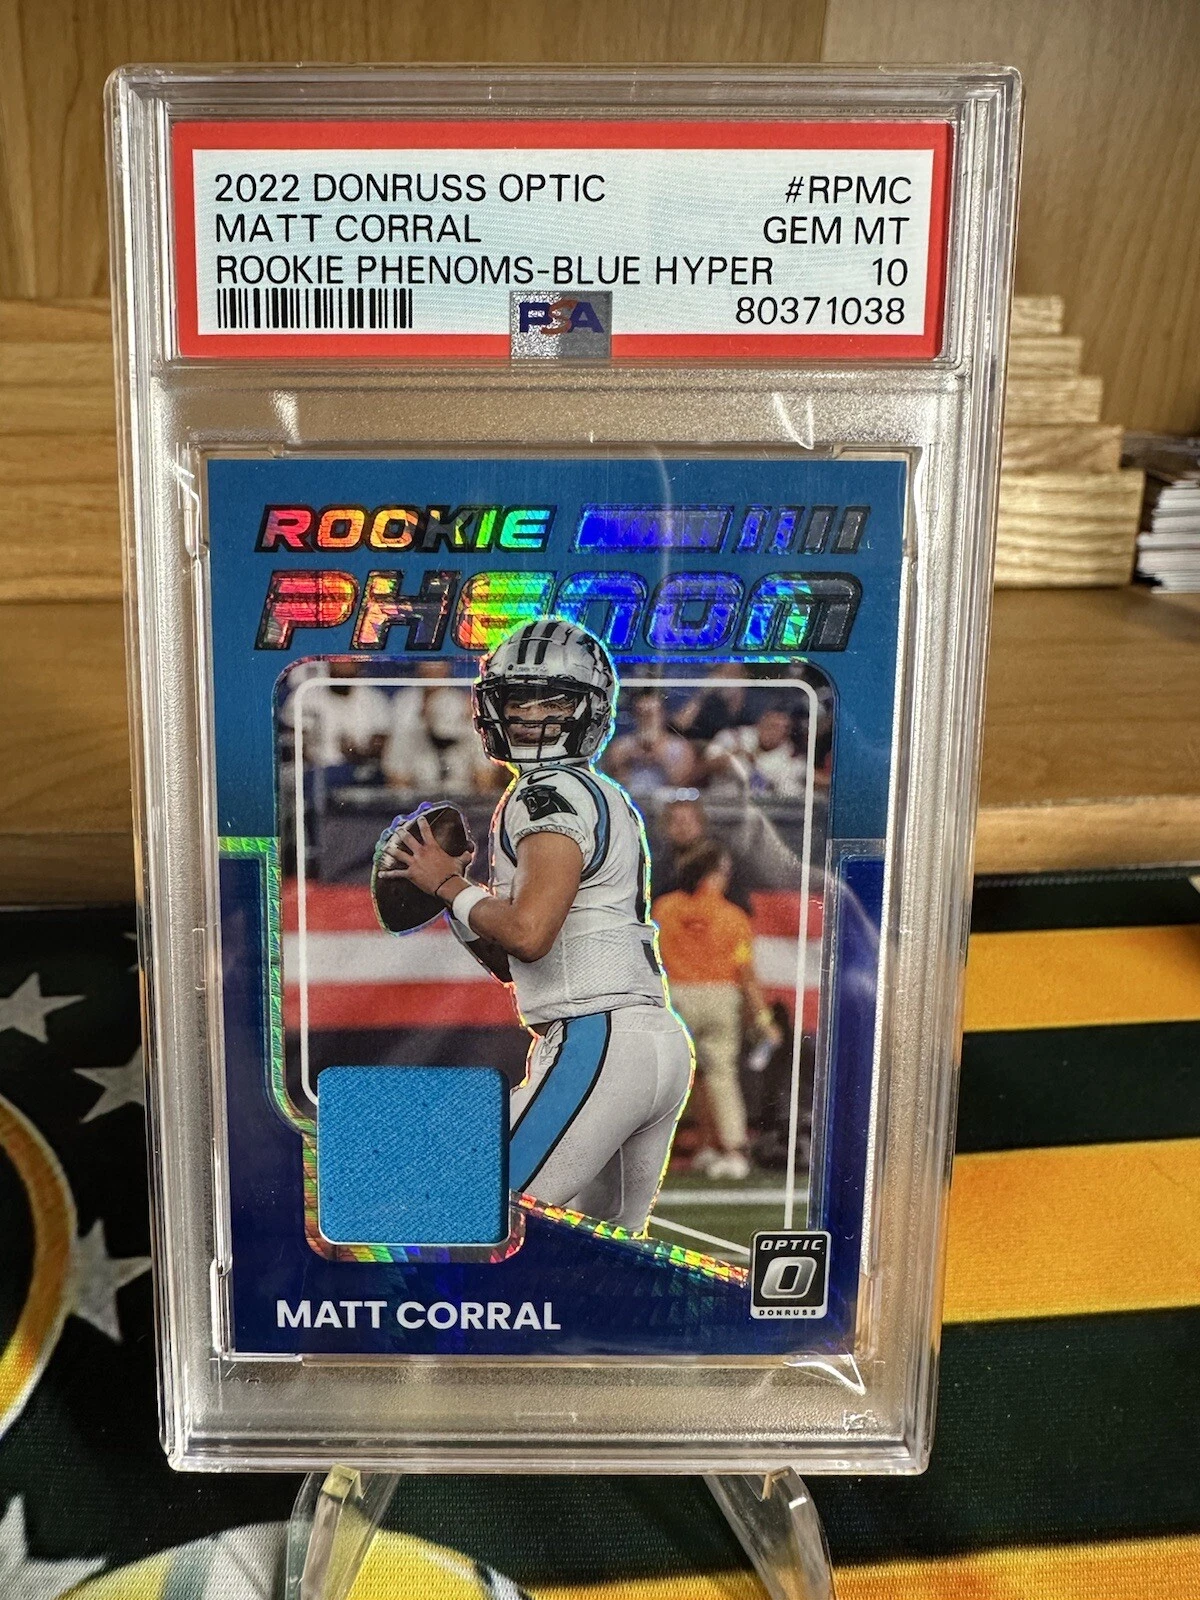 2022 DONRUSS OPTIC #RPMC
MATT CORRAL GEM MT
ROOKIE PHENOMS-BLUE HYPER 10
PSA 80371038
ROOKIE
PHENOM
MATT CORRAL
OPTIC
O
DONRUSS